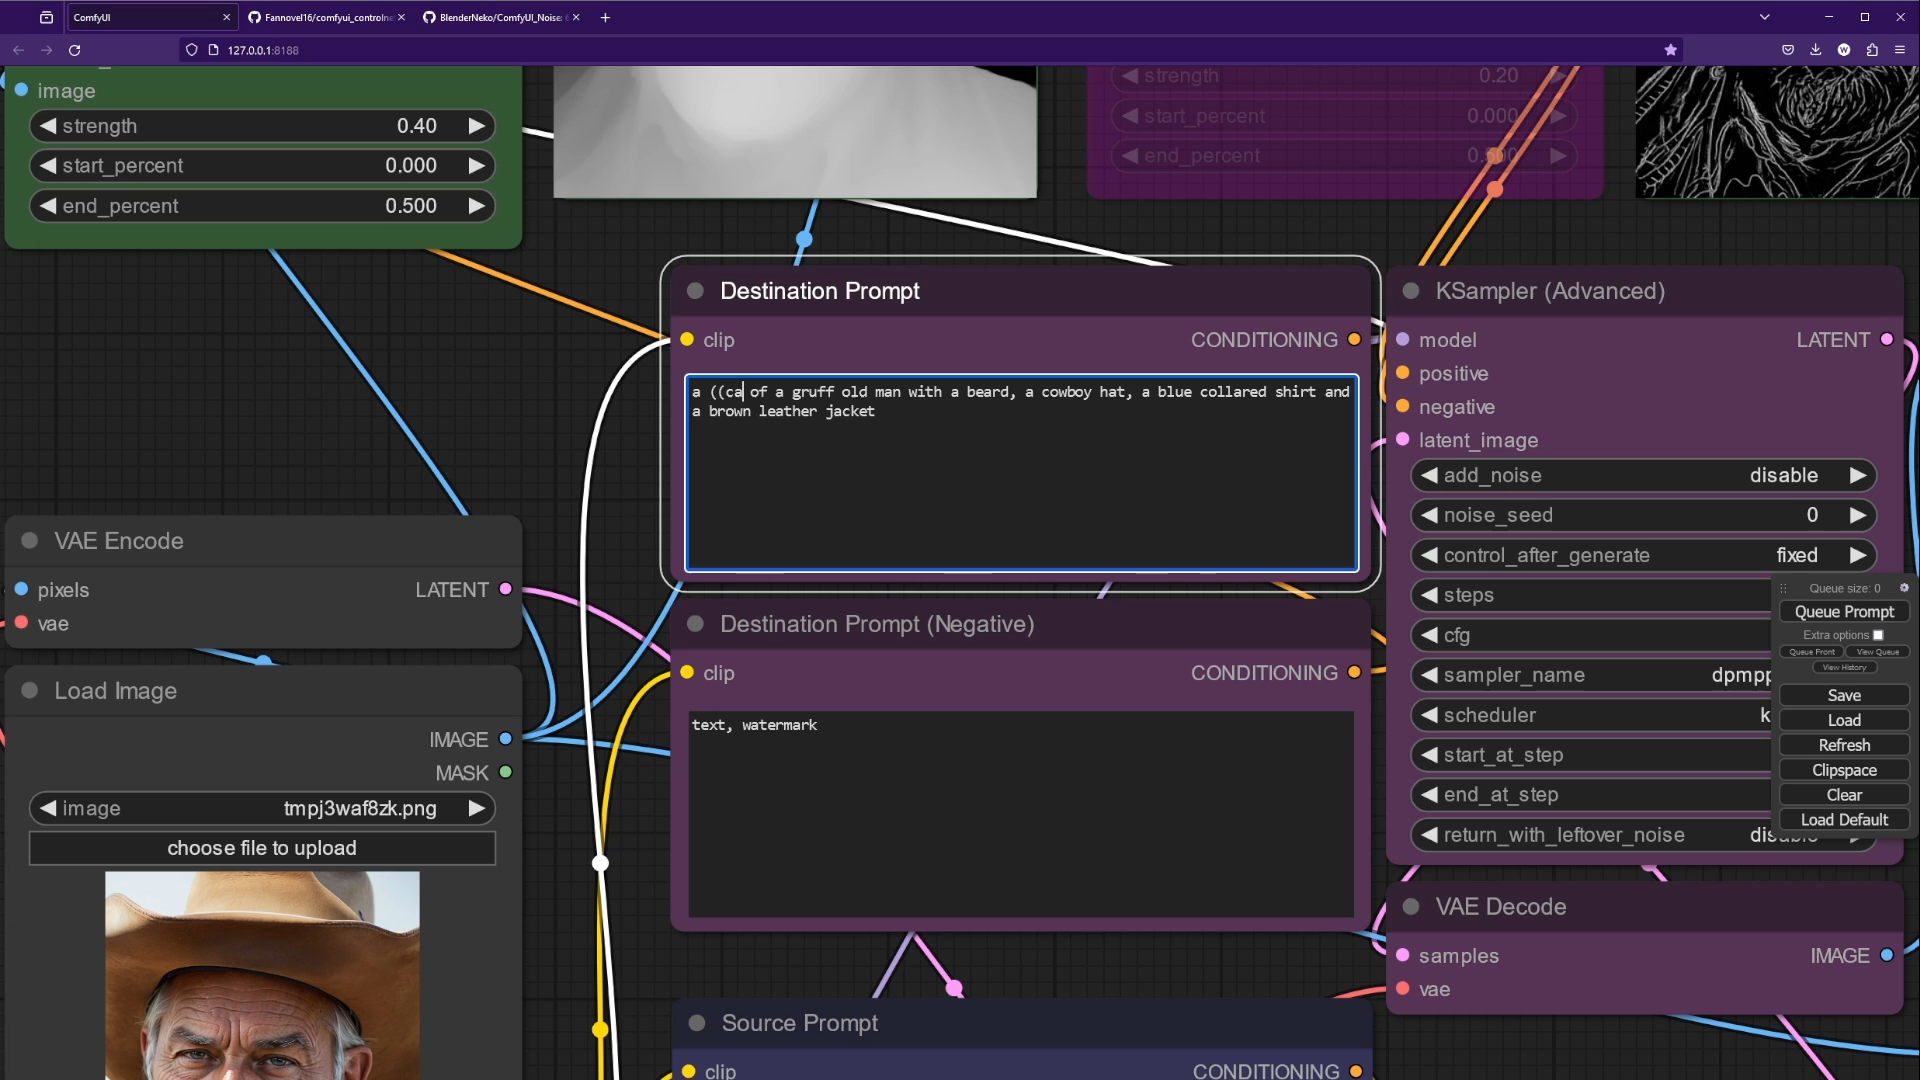 ComfyUI
Fannovel16/comfyui_controlne
BlenderNeko/ComfyUI_Noise: 6
127.0.0.1:8188
image
strength 0.40
start_percent 0.000
end_percent 0.500
strength 0.20
start_percent 0.000
end_percent
Destination Prompt
clip CONDITIONING
a ((ca of a gruff old man with a beard, a cowboy hat, a blue collared shirt and
a brown leather jacket
KSampler (Advanced)
model LATENT
positive
negative
latent_image
add_noise disable
noise_seed 0
control_after_generate fixed
steps
cfg
sampler_name dpmpp
scheduler k
start_at_step
end_at_step
return_with_leftover_noise
Queue size: 0
Queue Prompt
Extra options
Queue Front View Queue
View History
Save
Load
Refresh
Clipspace
Clear
Load Default
VAE Encode
pixels LATENT
vae
Load Image
IMAGE
MASK
image tmpj3waf8zk.png
choose file to upload
Destination Prompt (Negative)
clip CONDITIONING
text, watermark
VAE Decode
samples IMAGE
vae
Source Prompt
clip CONDITIONING